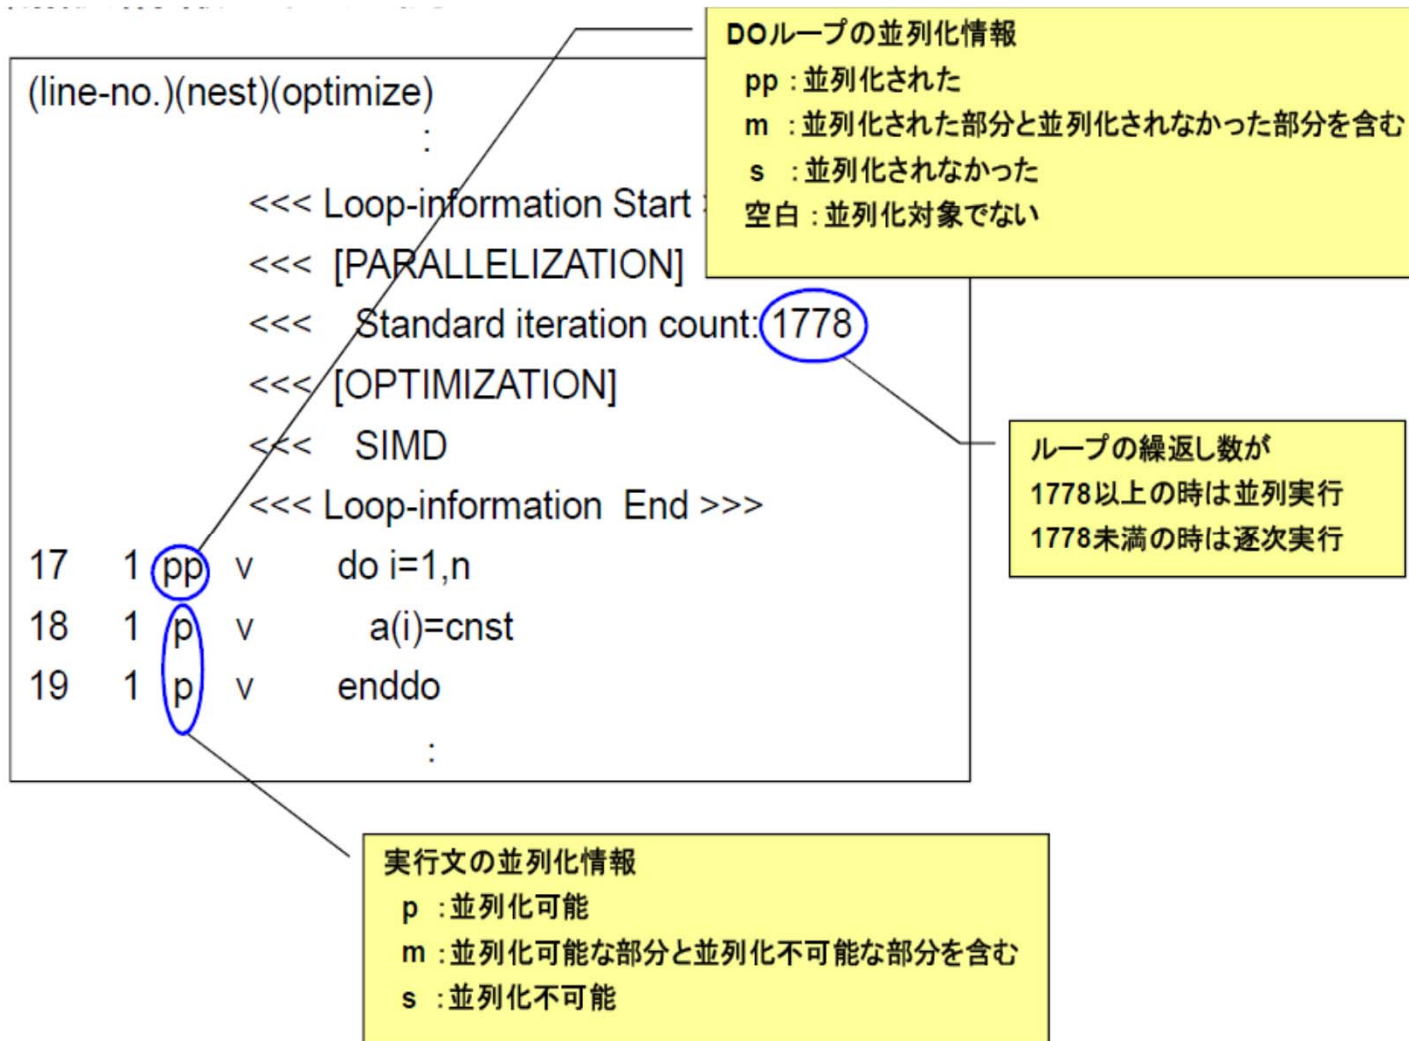 DOループの並列化情報
pp：並列化された
m ：並列化された部分と並列化されなかった部分を含む
s ：並列化されなかった
空白：並列化対象でない
(line-no.)(nest)(optimize)
:
<<< Loop-information Start
<<< [PARALLELIZATION]
<<< Standard iteration count: 1778
<<< [OPTIMIZATION]
<<< SIMD
<<< Loop-information End >>>
17 1 pp v do i=1,n
18 1 p v a(i)=cnst
19 1 p v enddo
:
ループの繰返し数が
1778以上の時は並列実行
1778未満の時は逐次実行
実行文の並列化情報
p ：並列化可能
m：並列化可能な部分と並列化不可能な部分を含む
s ：並列化不可能